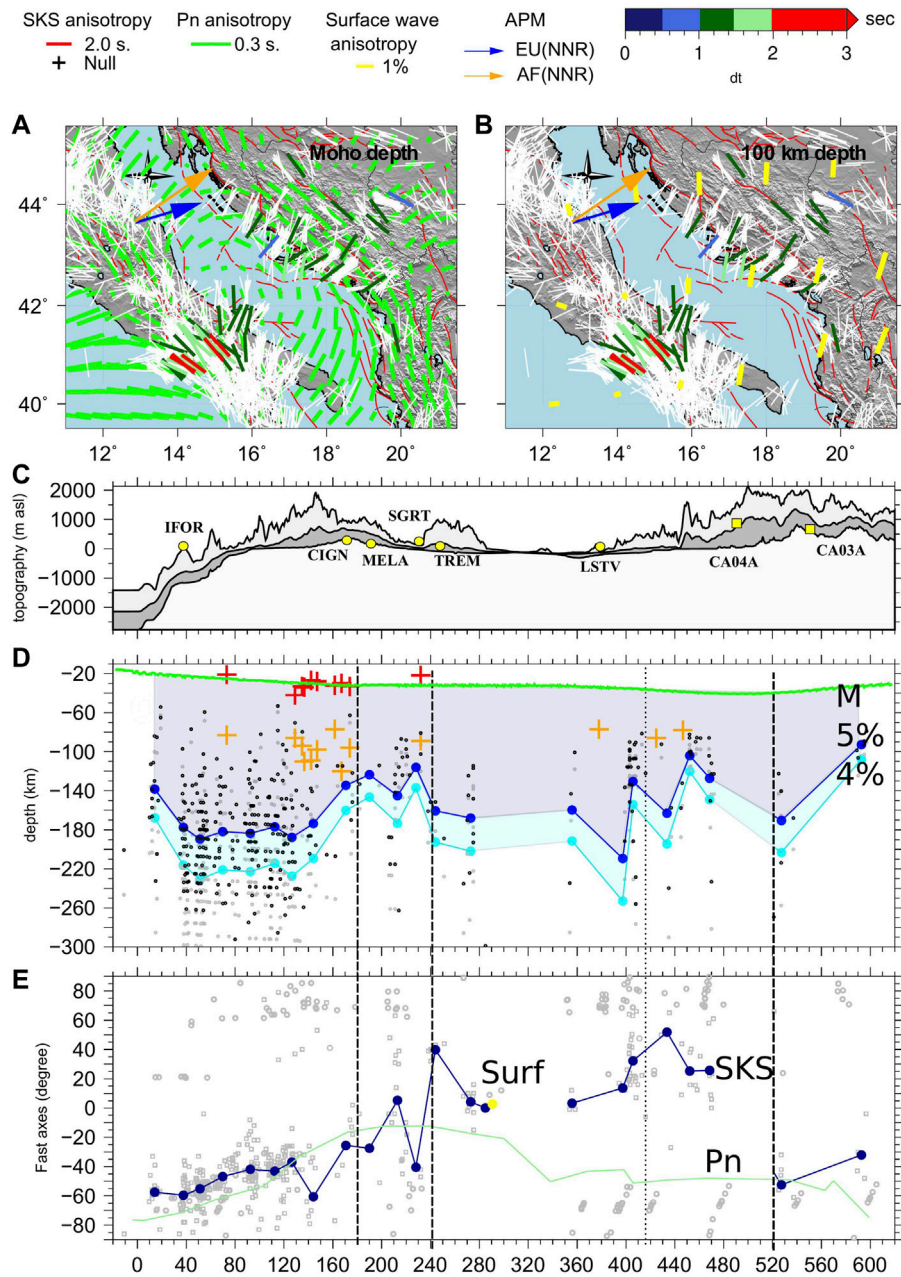 SKS anisotropy
2.0 s.
Null
Pn anisotropy
0.3 s.
Surface wave
anisotropy
1%
APM
EU(NNR)
AF(NNR)
sec
0 1 2 3
dt
A
Moho depth
44°
42°
40°
12 14 16 18 20
B
100 km depth
12 14 16 18 20
C
topography (m asl)
2000
1000
0
−1000
−2000
IFOR
CIGN
MELA
SGRT
TREM
LSTV
CA04A
CA03A
D
depth (km)
−20
−60
−100
−140
−180
−220
−260
−300
M
5%
4%
E
Fast axes (degree)
80
60
40
20
0
−20
−40
−60
−80
Surf
SKS
Pn
0 40 80 120 160 200 240 280 320 360 400 440 480 520 560 600